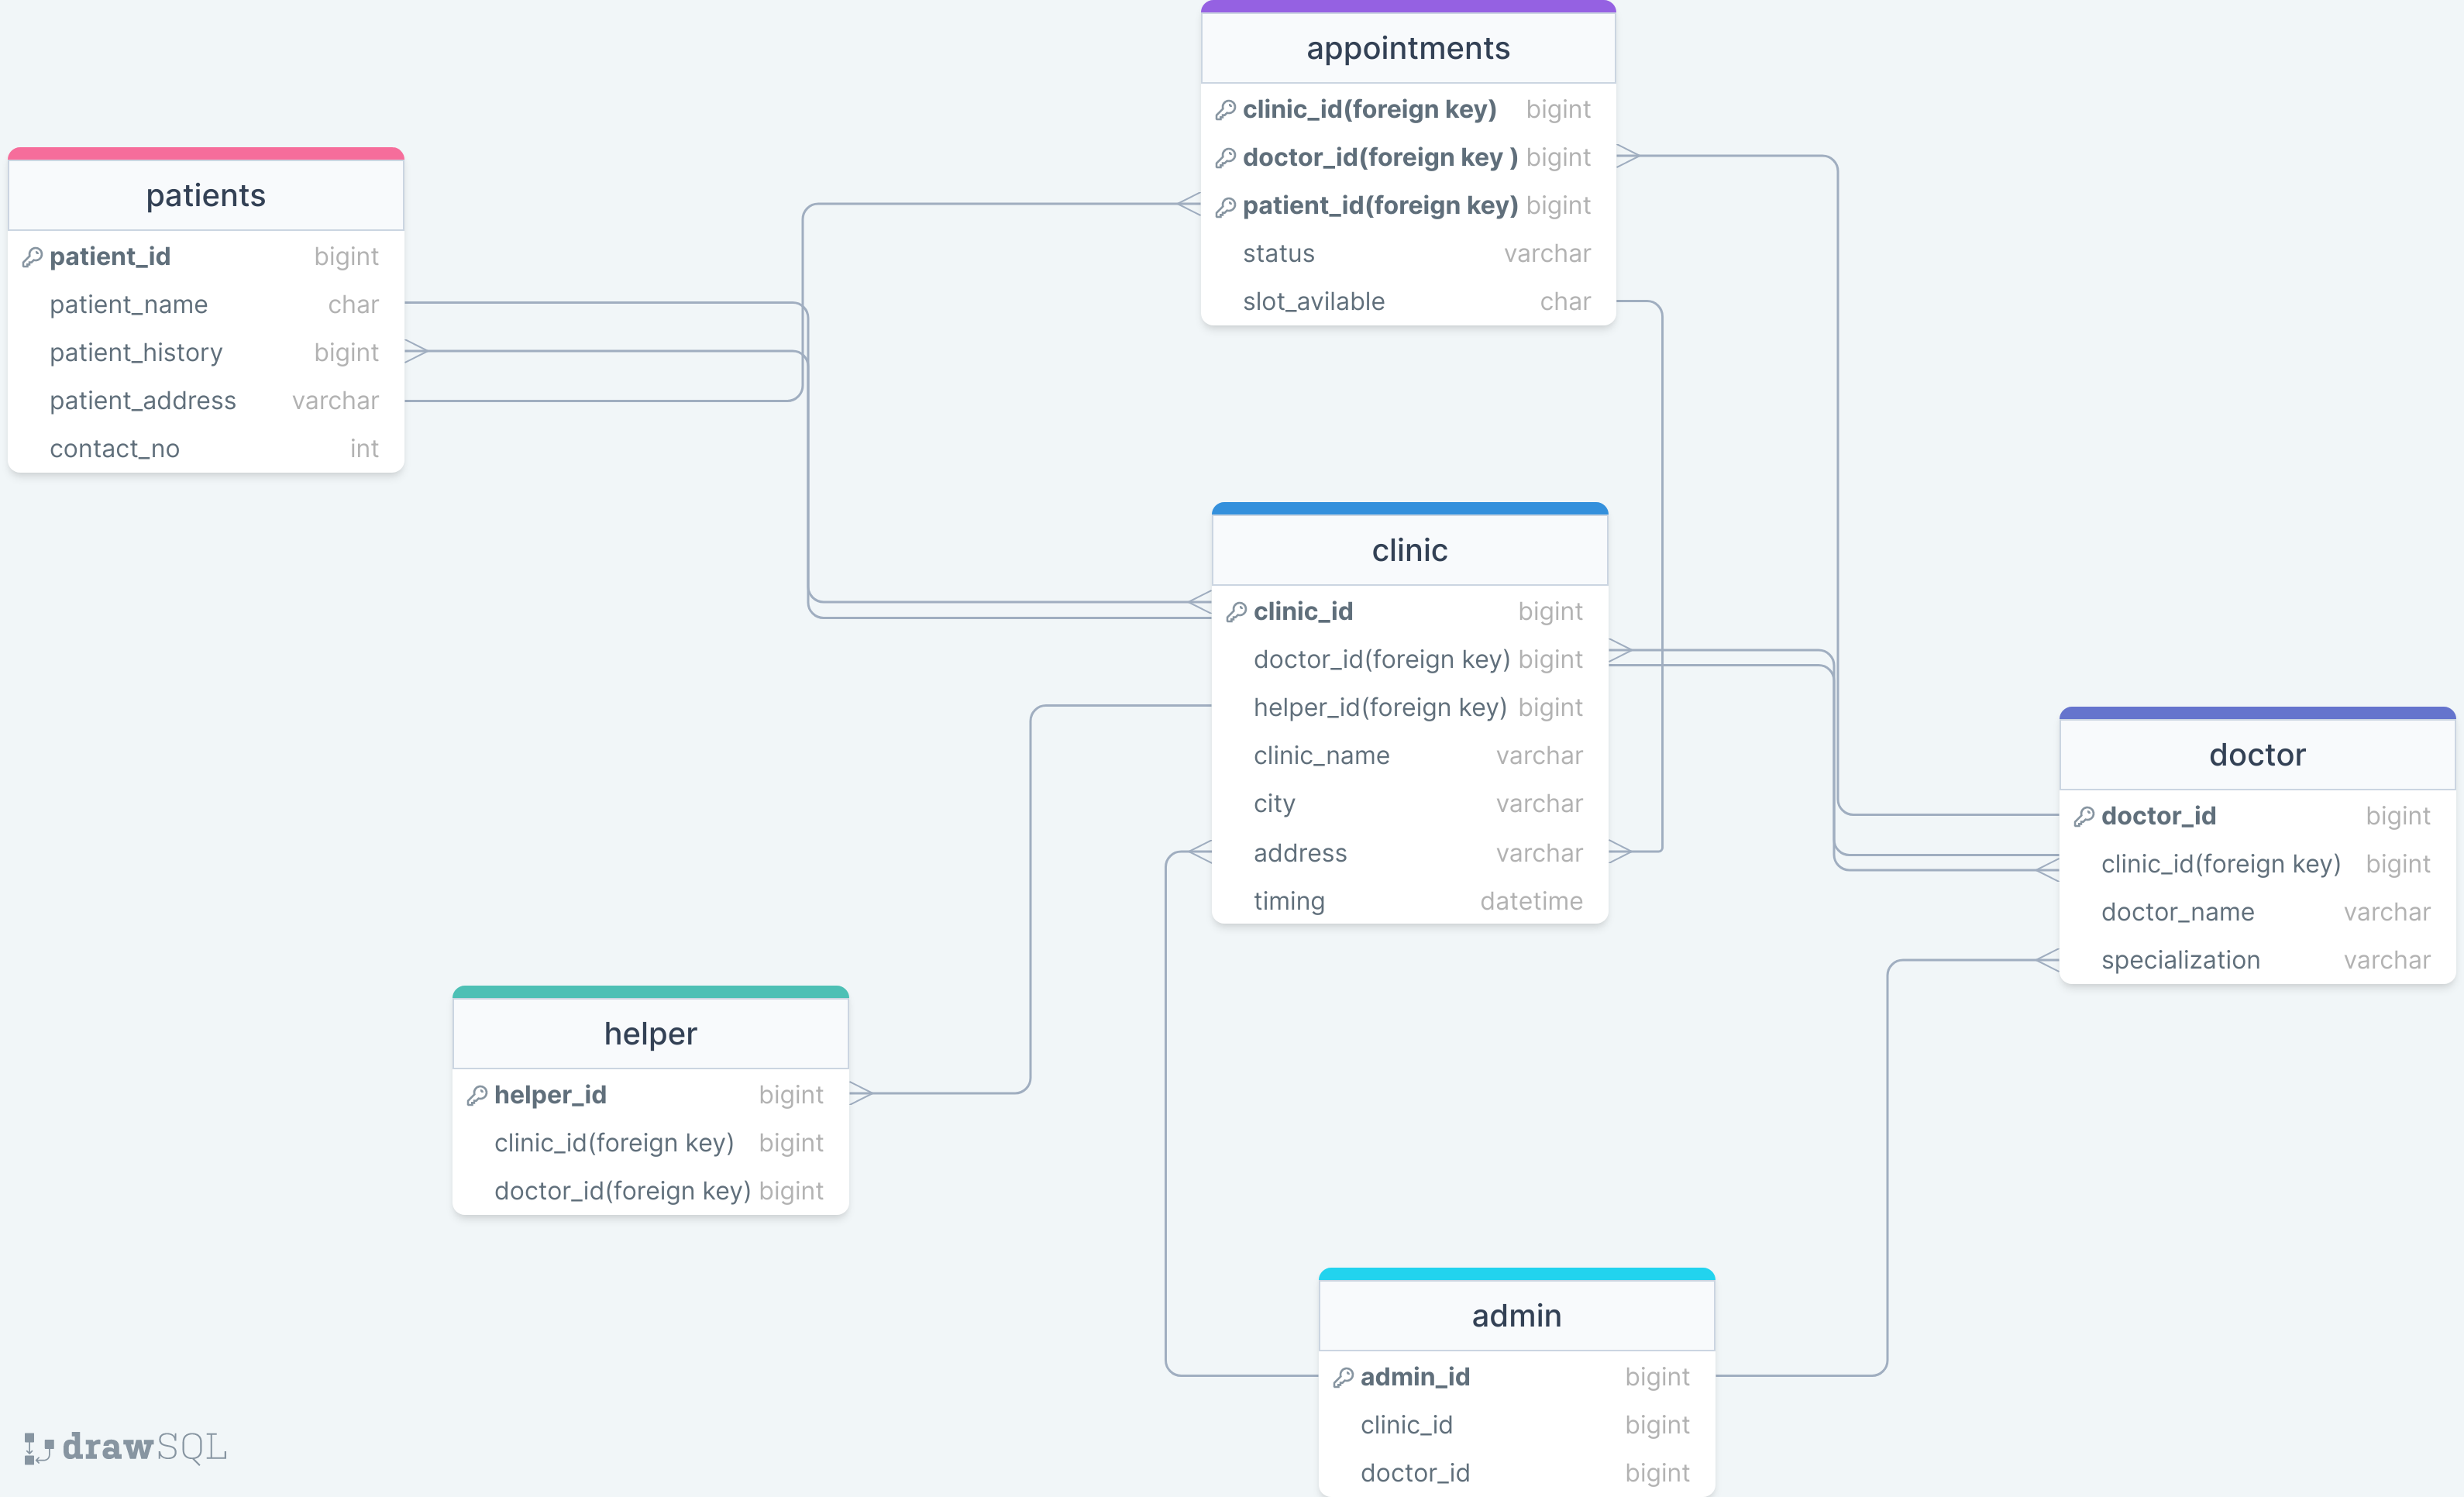 appointments
clinic_id(foreign key) bigint
doctor_id(foreign key ) bigint
patient_id(foreign key) bigint
status varchar
slot_avilable char
patients
patient_id bigint
patient_name char
patient_history bigint
patient_address varchar
contact_no int
clinic
clinic_id bigint
doctor_id(foreign key) bigint
helper_id(foreign key) bigint
clinic_name varchar
city varchar
address varchar
timing datetime
doctor
doctor_id bigint
clinic_id(foreign key) bigint
doctor_name varchar
specialization varchar
helper
helper_id bigint
clinic_id(foreign key) bigint
doctor_id(foreign key) bigint
admin
admin_id bigint
clinic_id bigint
doctor_id bigint
drawSQL